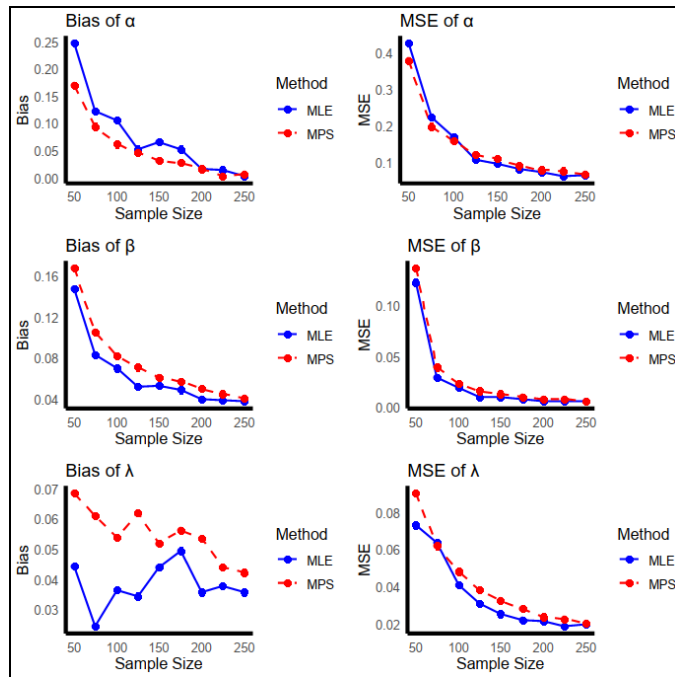 Bias of α
0.25
0.20
0.15
0.10
0.05
0.00
Bias
50 100 150 200 250
Sample Size
Method
MLE
MPS
MSE of α
0.4
0.3
0.2
0.1
MSE
50 100 150 200 250
Sample Size
Method
MLE
MPS
Bias of β
0.16
0.12
0.08
0.04
Bias
50 100 150 200 250
Sample Size
Method
MLE
MPS
MSE of β
0.10
0.05
0.00
MSE
50 100 150 200 250
Sample Size
Method
MLE
MPS
Bias of λ
0.07
0.06
0.05
0.04
0.03
Bias
50 100 150 200 250
Sample Size
Method
MLE
MPS
MSE of λ
0.08
0.06
0.04
0.02
MSE
50 100 150 200 250
Sample Size
Method
MLE
MPS